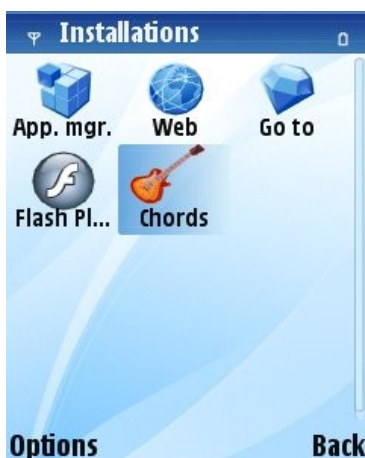 Installations
App. mgr.
Web
Go to
Flash Pl...
Chords
Options
Back